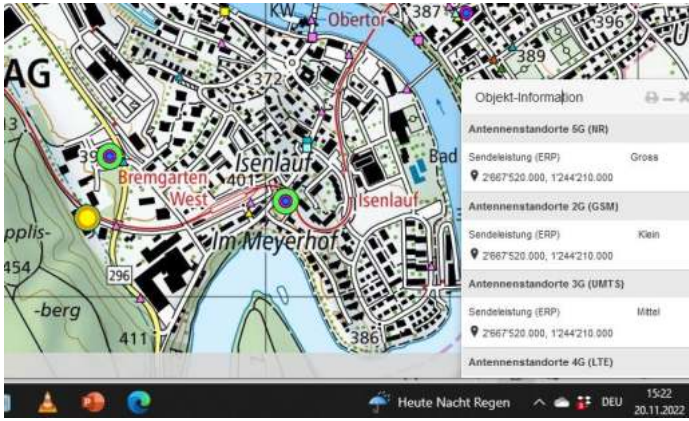 KW
Obertor
387
396
389
AG
372
13
39
Isenlauf
401
Bremgarten
West
Isenlauf
Bad
Im Meyerhof
pplis-
454
296
-berg
411
386
Objekt-Information
Antennenstandorte 5G (NR)
Sendeleistung (ERP) Gross
2'667'520.000, 1'244'210.000
Antennenstandorte 2G (GSM)
Sendeleistung (ERP) Klein
2'667'520.000, 1'244'210.000
Antennenstandorte 3G (UMTS)
Sendeleistung (ERP) Mittel
2'667'520.000, 1'244'210.000
Antennenstandorte 4G (LTE)
Heute Nacht Regen DEU 15:22
20.11.2022